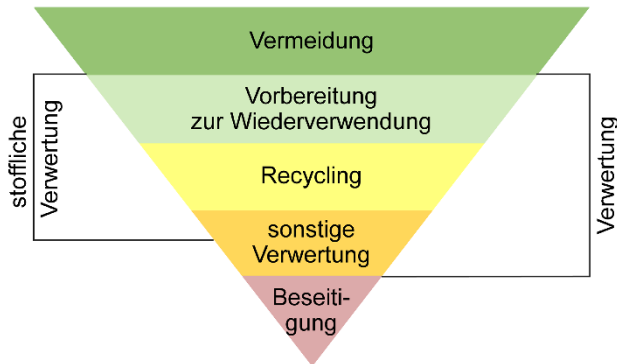 Vermeidung
Vorbereitung
zur Wiederverwendung
Recycling
sonstige
Verwertung
Beseiti-
gung
stoffliche
Verwertung
Verwertung